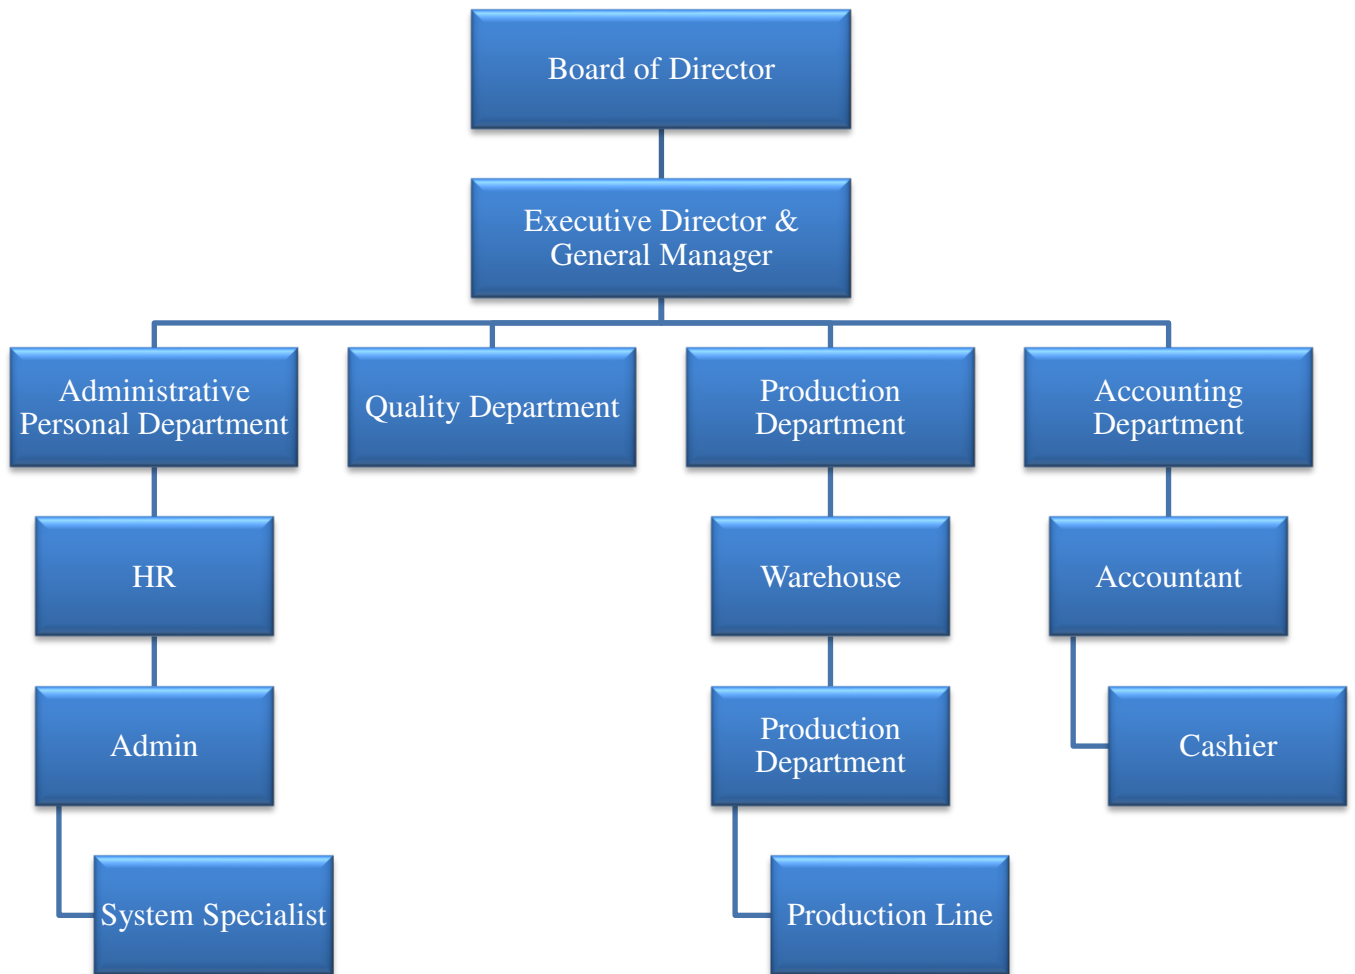 Board of Director
Executive Director &
General Manager
Administrative
Personal Department
Quality Department
Production
Department
Accounting
Department
HR
Warehouse
Accountant
Admin
Production
Department
Cashier
System Specialist
Production Line